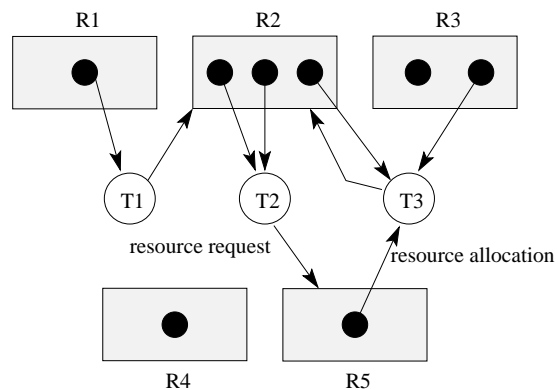 R1 R2 R3
T1 T2 T3
resource request
resource allocation
R4 R5